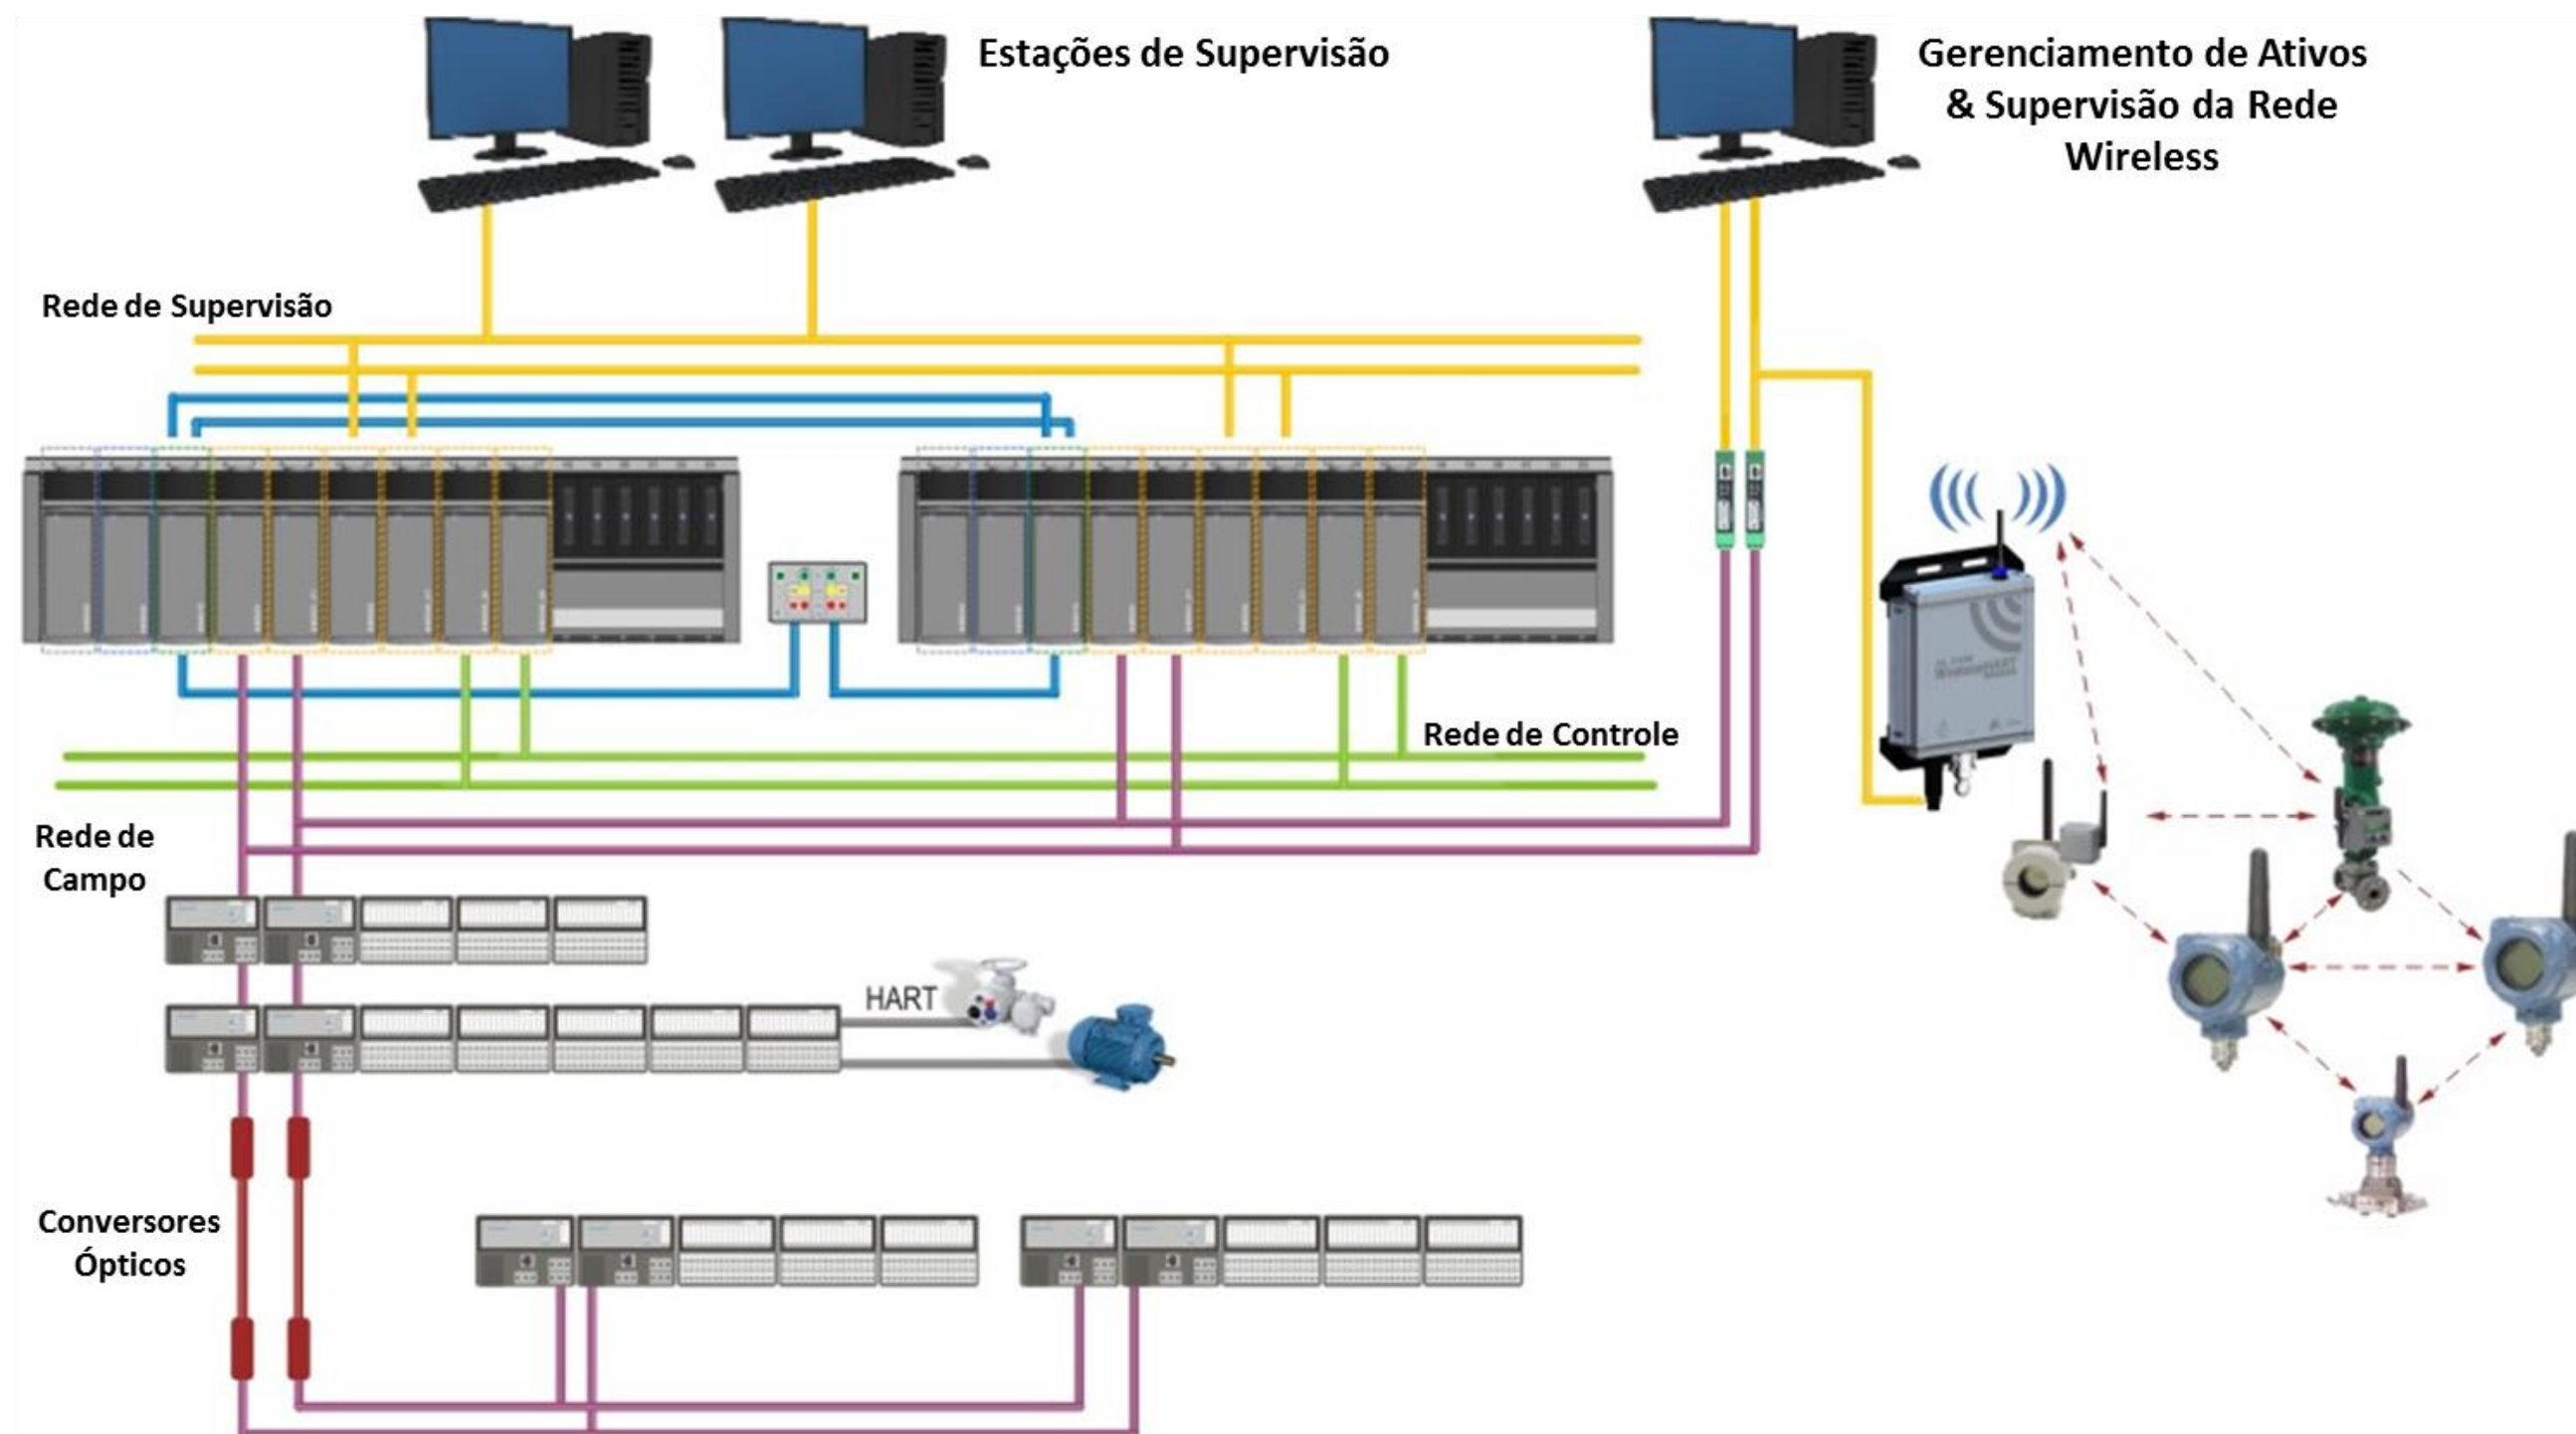 Estações de Supervisão
Gerenciamento de Ativos
& Supervisão da Rede
Wireless
Rede de Supervisão
WirelessHART
Rede de Controle
Rede de
Campo
HART
Conversores
Ópticos